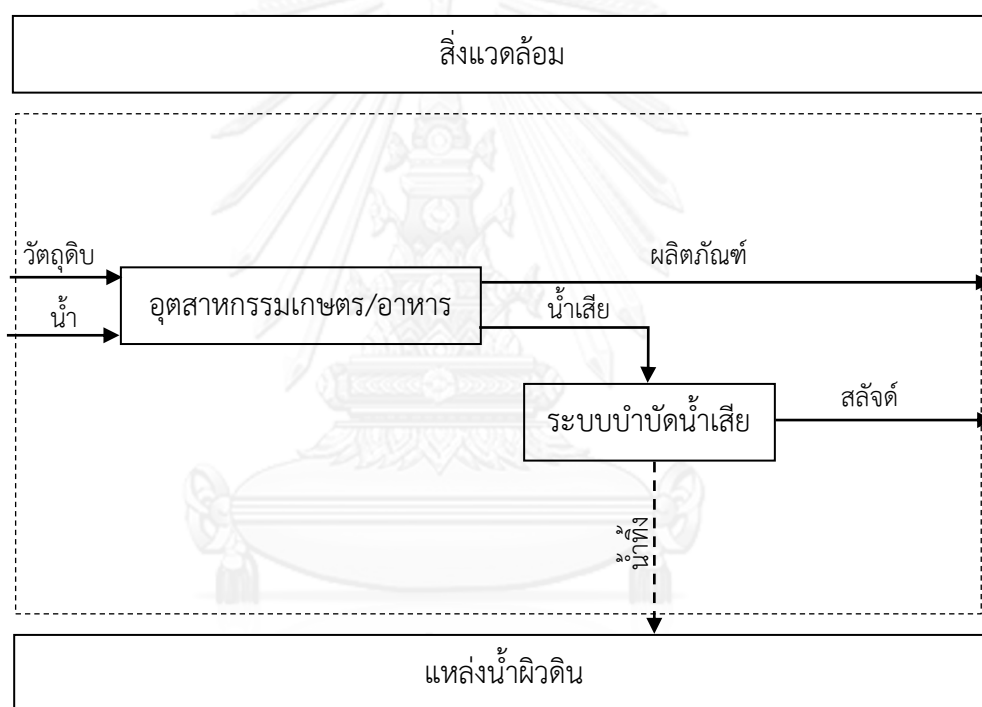 สิ่งแวดล้อม
วัตถุดิบ
ผลิตภัณฑ์
อุตสาหกรรมเกษตร/อาหาร
น้ำ
น้ำเสีย
สลัจด์
ระบบบำบัดน้ำเสีย
น้ำทิ้ง
แหล่งน้ำผิวดิน